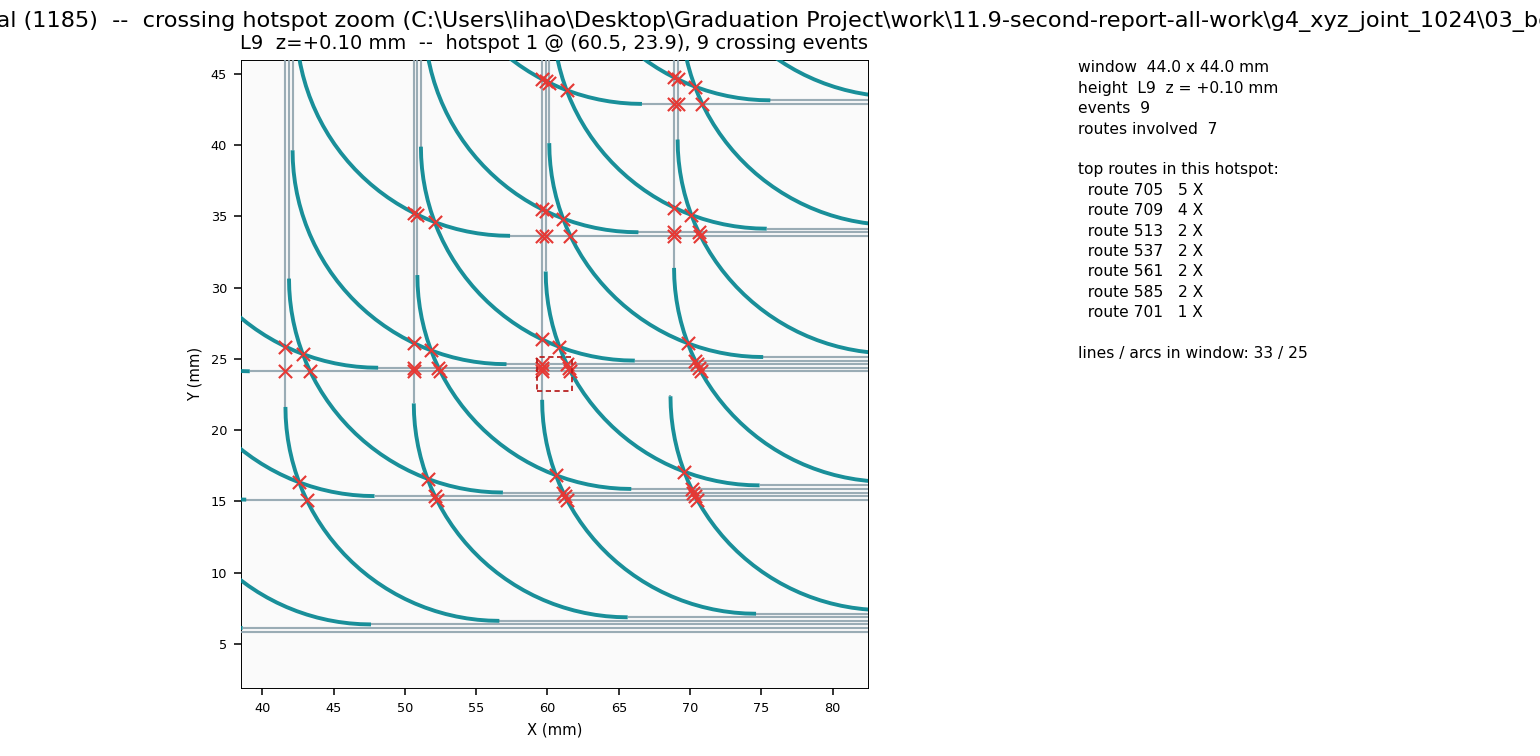 al (1185)  --  crossing hotspot zoom (C:\Users\lihao\Desktop\Graduation Project\work\11.9-second-report-all-work\g4_xyz_joint_1024\03_b
L9  z=+0.10 mm  --  hotspot 1 @ (60.5, 23.9), 9 crossing events
window  44.0 x 44.0 mm
height  L9  z = +0.10 mm
events  9
routes involved  7
top routes in this hotspot:
route 705   5 X
route 709   4 X
route 513   2 X
route 537   2 X
route 561   2 X
route 585   2 X
route 701   1 X
lines / arcs in window: 33 / 25
45
40
35
30
25
20
15
10
5
Y (mm)
40 45 50 55 60 65 70 75 80
X (mm)